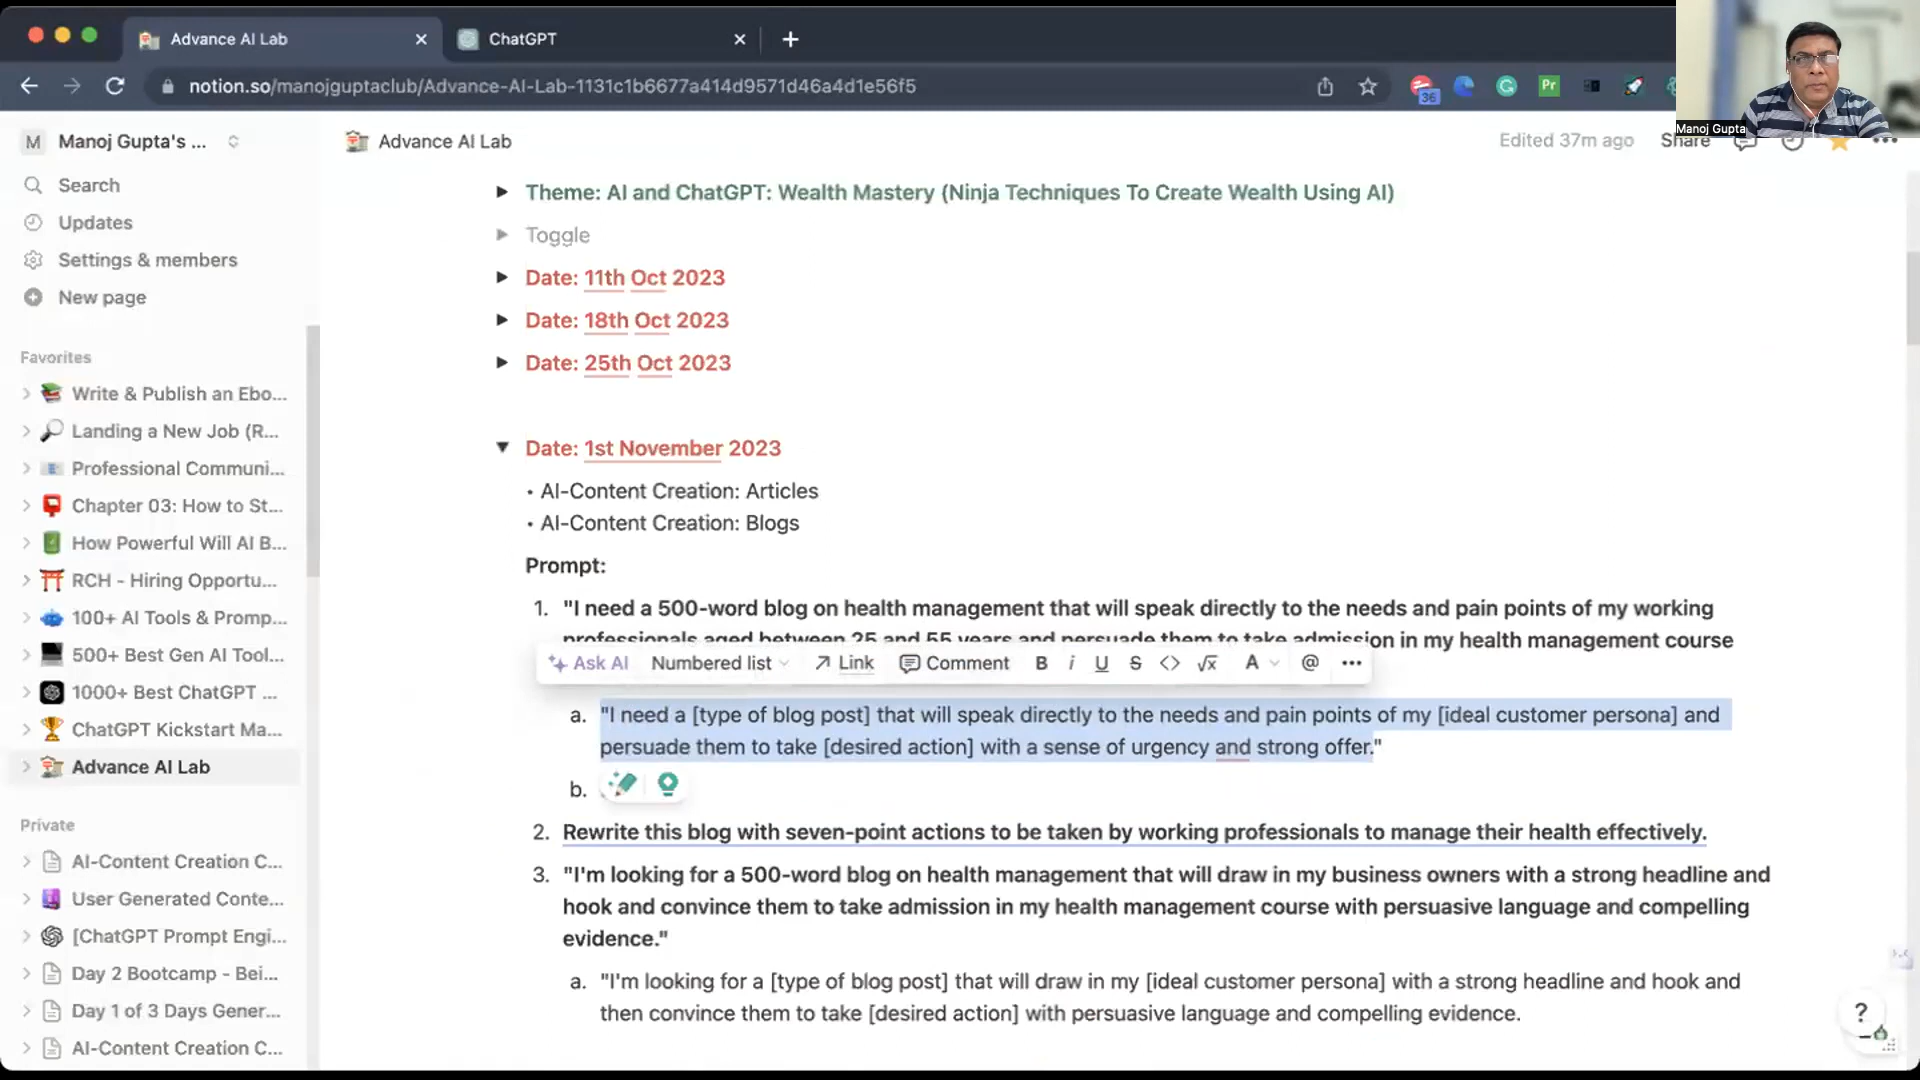 Advance AI Lab
ChatGPT
notion.so/manojguptaclub/Advance-AI-Lab-1131c1b6677a414d9571d46a4d1e56f5
36
Pr
Manoj Gupta
M Manoj Gupta's ...
Advance AI Lab
Edited 37m ago
Share
Search
Updates
Settings & members
New page
Favorites
Write & Publish an Ebo...
Landing a New Job (R...
Professional Communi...
Chapter 03: How to St...
How Powerful Will AI B...
RCH - Hiring Opportu...
100+ AI Tools & Promp...
500+ Best Gen AI Tool...
1000+ Best ChatGPT ...
ChatGPT Kickstart Ma...
Advance AI Lab
Private
AI-Content Creation C...
User Generated Conte...
[ChatGPT Prompt Engi...
Day 2 Bootcamp - Bei...
Day 1 of 3 Days Gener...
AI-Content Creation C...
Theme: AI and ChatGPT: Wealth Mastery (Ninja Techniques To Create Wealth Using AI)
Toggle
Date: 11th Oct 2023
Date: 18th Oct 2023
Date: 25th Oct 2023
Date: 1st November 2023
• AI-Content Creation: Articles
• AI-Content Creation: Blogs
Prompt:
1. "I need a 500-word blog on health management that will speak directly to the needs and pain points of my working
professionals aged between 25 and 55 years and persuade them to take admission in my health management course
Ask AI Numbered list Link Comment B i U S <> √x A @ •••
a. "I need a [type of blog post] that will speak directly to the needs and pain points of my [ideal customer persona] and
persuade them to take [desired action] with a sense of urgency and strong offer."
b.
2. Rewrite this blog with seven-point actions to be taken by working professionals to manage their health effectively.
3. "I'm looking for a 500-word blog on health management that will draw in my business owners with a strong headline and
hook and convince them to take admission in my health management course with persuasive language and compelling
evidence."
a. "I'm looking for a [type of blog post] that will draw in my [ideal customer persona] with a strong headline and hook and
then convince them to take [desired action] with persuasive language and compelling evidence.
?